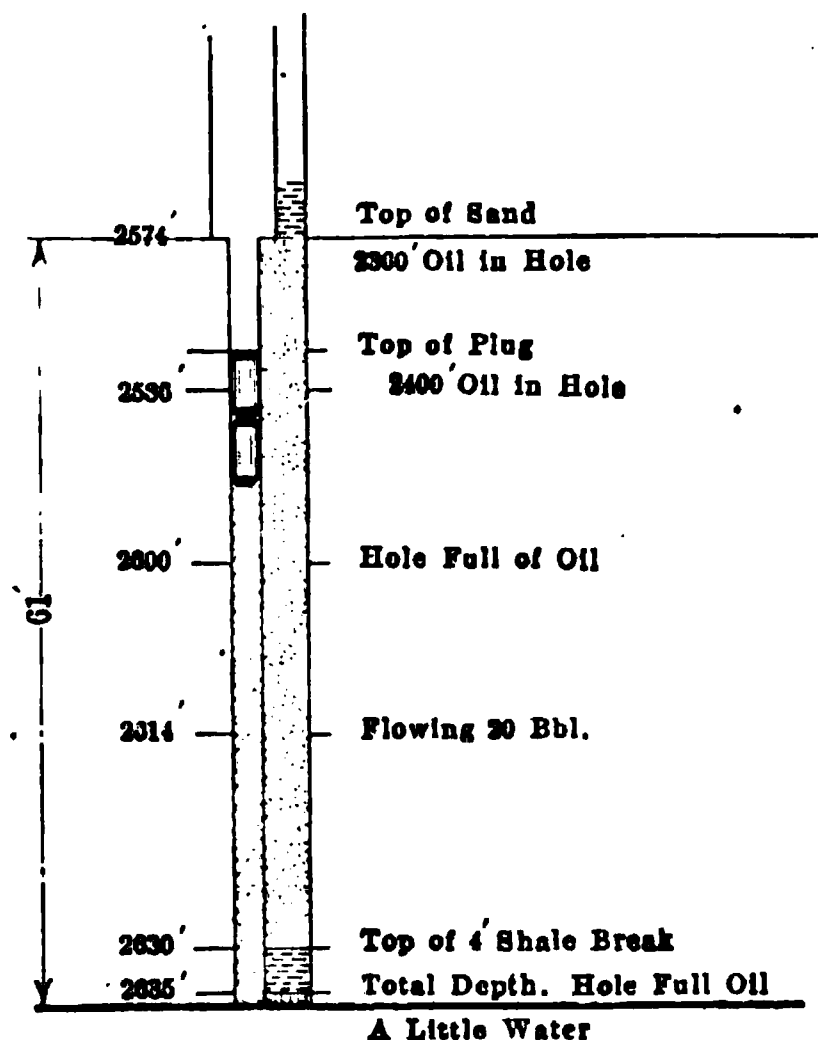 2574' Top of Sand
2300' Oil in Hole
Top of Plug
2586' 2400' Oil in Hole
2600' Hole Full of Oil
61'
2614' Flowing 20 Bbl.
2630' Top of 4' Shale Break
2635' Total Depth. Hole Full Oil
A Little Water